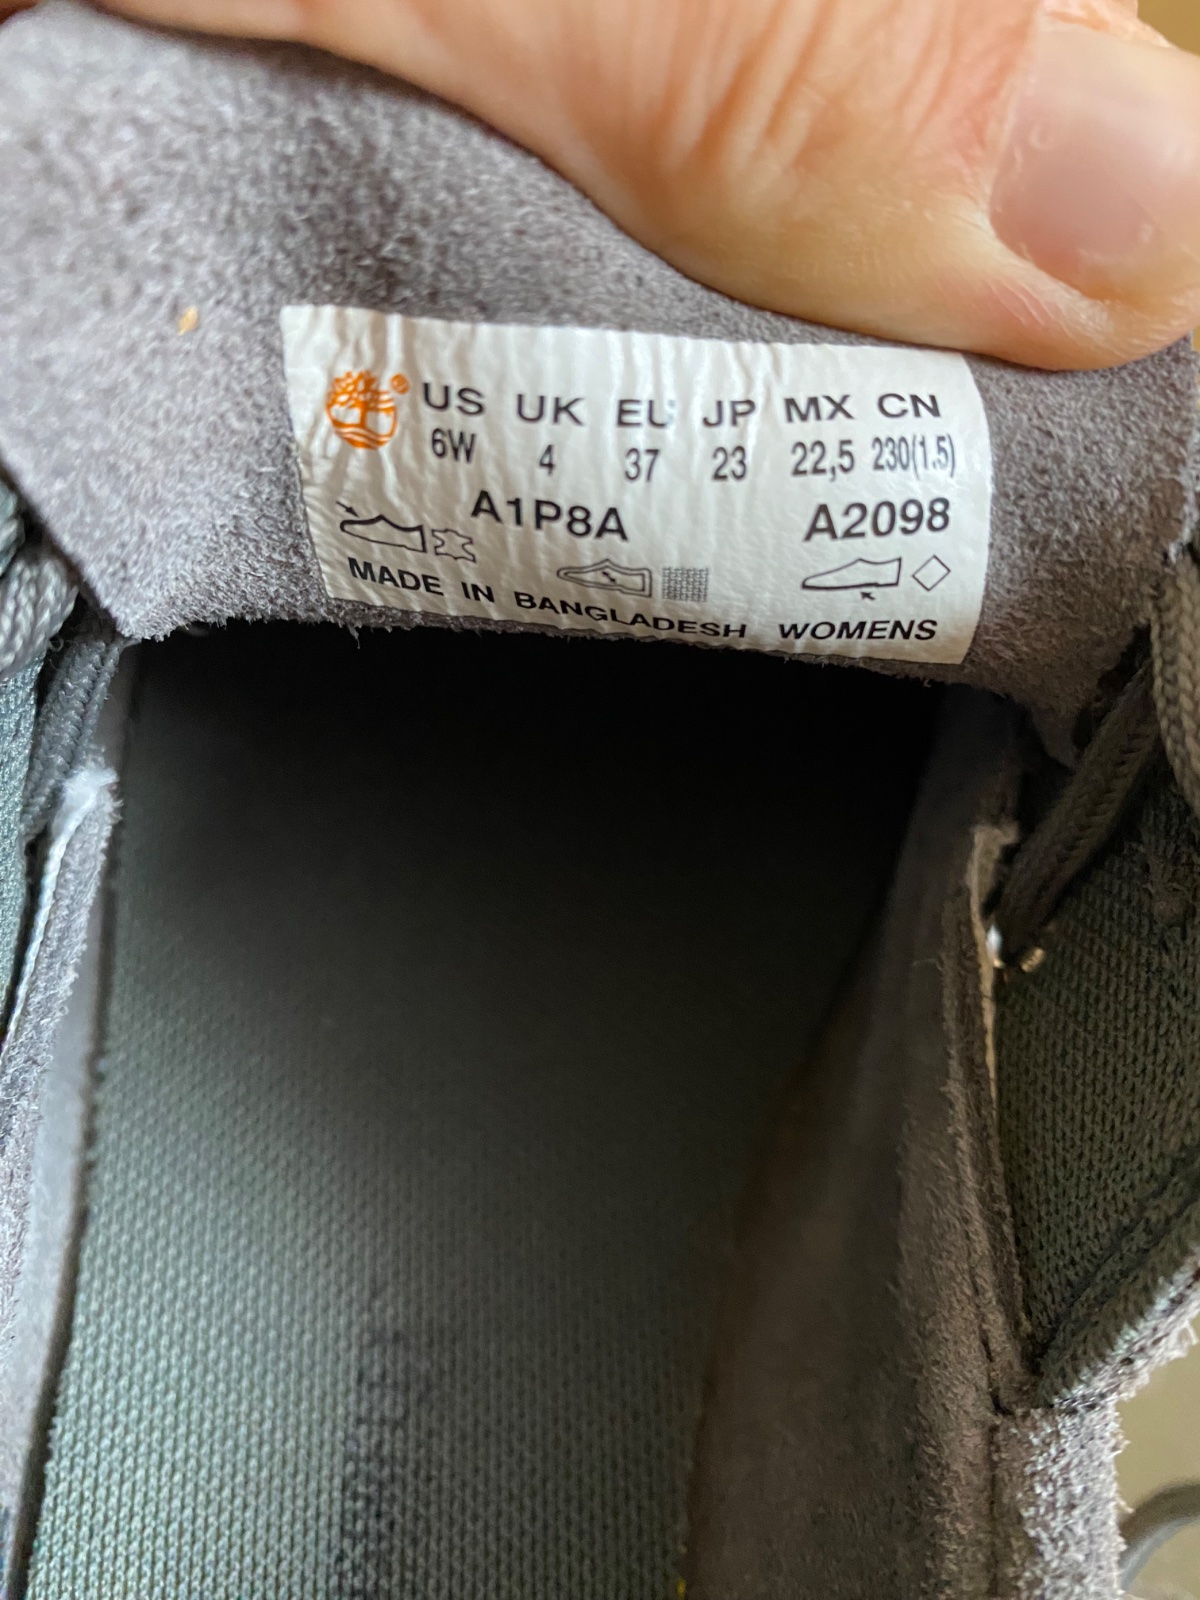 ® US UK EU JP MX CN
6W 4 37 23 22,5 230(1.5)
A1P8A A2098
MADE IN BANGLADESH WOMENS